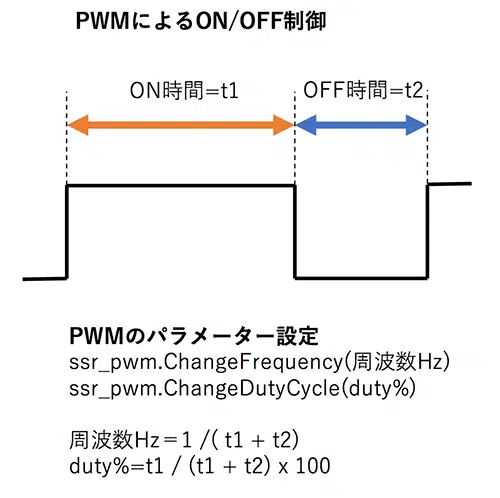 PWMによるON/OFF制御
ON時間=t1
OFF時間=t2
PWMのパラメーター設定
ssr_pwm.ChangeFrequency(周波数Hz)
ssr_pwm.ChangeDutyCycle(duty%)
周波数Hz＝1 /( t1 + t2)
duty%=t1 / (t1 + t2) x 100